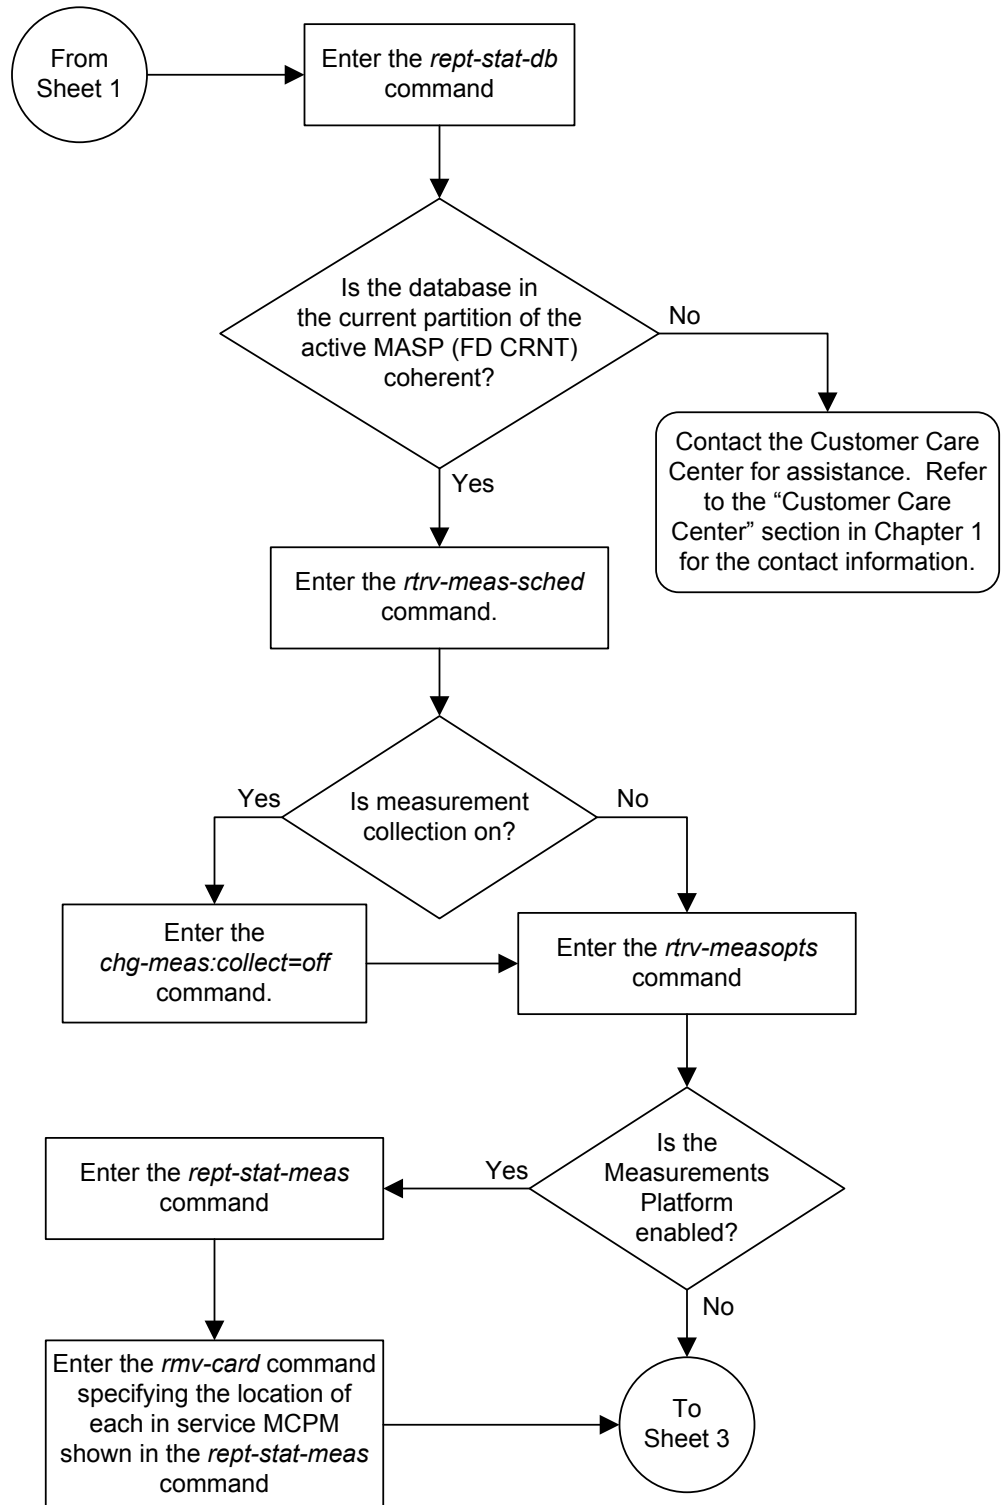 From
Sheet 1
Enter the rept-stat-db
command
Is the database in
the current partition of the
active MASP (FD CRNT)
coherent?
No
Yes
Contact the Customer Care
Center for assistance.  Refer
to the “Customer Care
Center” section in Chapter 1
for the contact information.
Enter the rtrv-meas-sched
command.
Is measurement
collection on?
Yes
No
Enter the
chg-meas:collect=off
command.
Enter the rtrv-measopts
command
Is the
Measurements
Platform
enabled?
Yes
No
Enter the rept-stat-meas
command
Enter the rmv-card command
specifying the location of
each in service MCPM
shown in the rept-stat-meas
command
To
Sheet 3